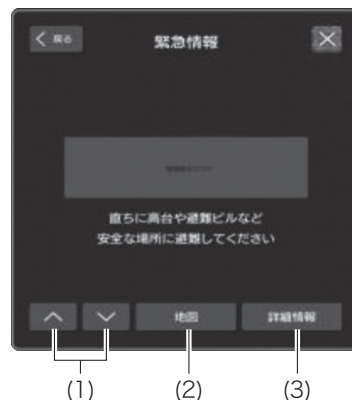 戻る
緊急情報
直ちに高台や避難ビルなど
安全な場所に避難してください
地図
詳細情報
(1)
(2)
(3)